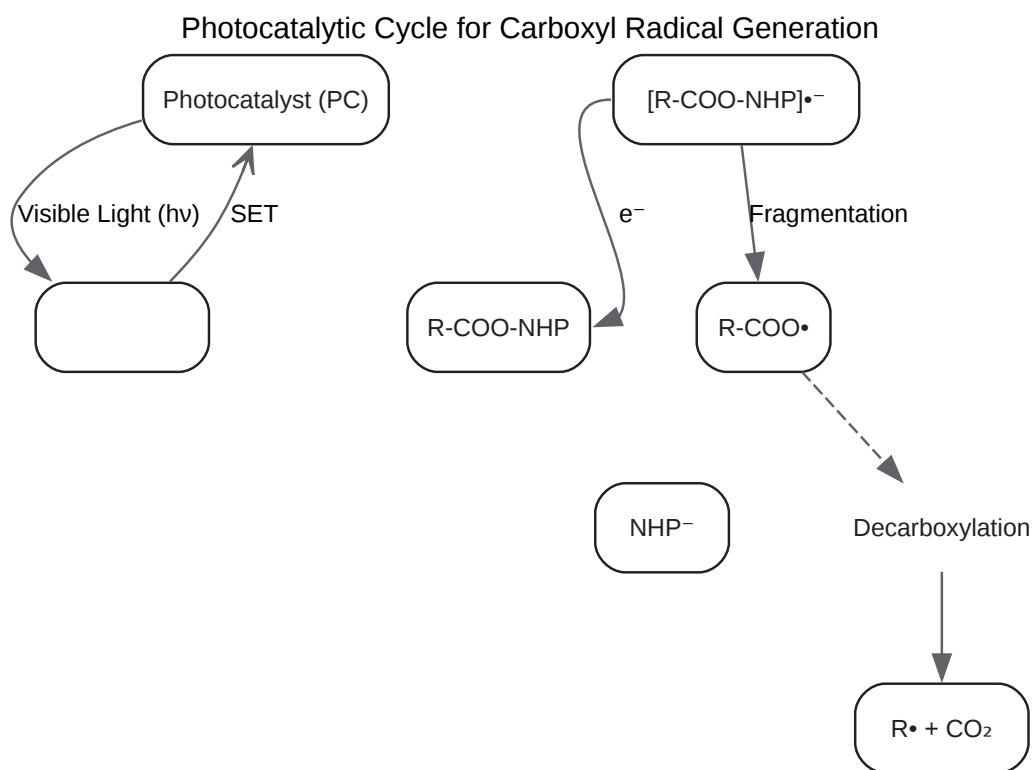 Photocatalytic Cycle for Carboxyl Radical Generation
Photocatalyst (PC)
[R-COO-NHP]•⁻
Visible Light (hν)
SET
e⁻
Fragmentation
R-COO-NHP
R-COO•
NHP⁻
Decarboxylation
R• + CO₂